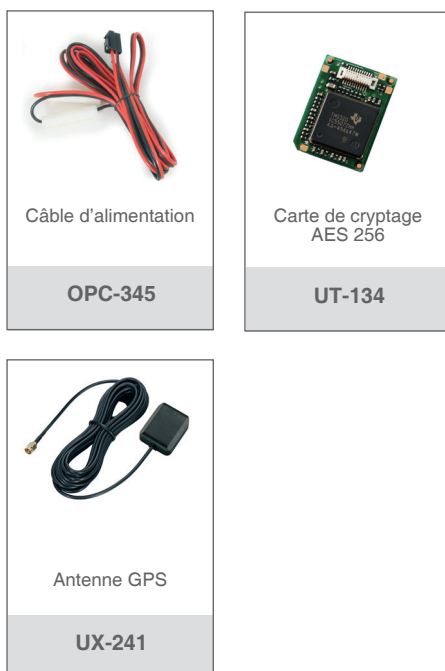 Câble d'alimentation
OPC-345
Carte de cryptage
AES 256
UT-134
Antenne GPS
UX-241